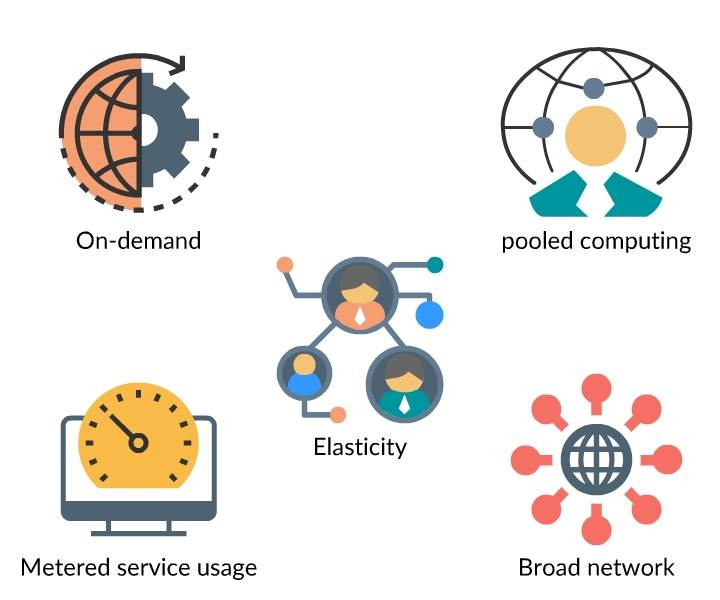 On-demand
pooled computing
Elasticity
Metered service usage
Broad network